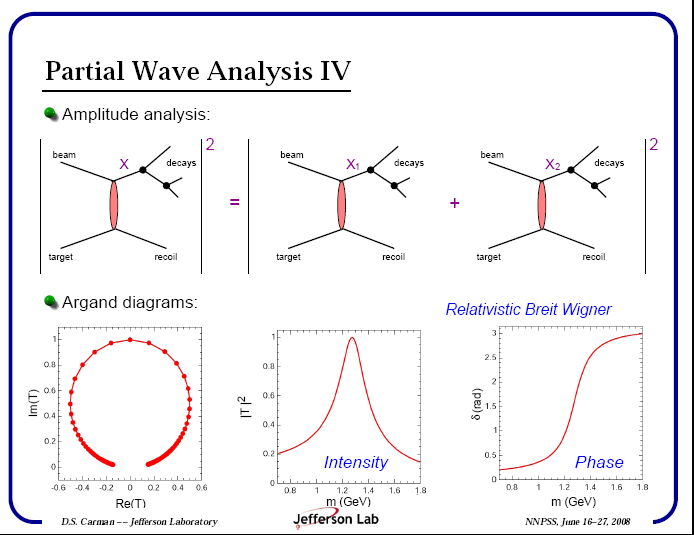 Partial Wave Analysis IV
Amplitude analysis:
2
2
beam
X
decays
beam
X1
decays
beam
X2
decays
=
+
target
recoil
target
recoil
target
recoil
Argand diagrams:
Relativistic Breit Wigner
Im(T)
1
0.8
0.6
0.4
0.2
0
-0.6 -0.4 -0.2 0 0.2 0.4 0.6
Re(T)
|T|2
1
0.8
0.6
0.4
0.2
0
Intensity
0.8 1 1.2 1.4 1.6 1.8
m (GeV)
δ(rad)
3
2.5
2
1.5
1
0.5
0
Phase
0.8 1 1.2 1.4 1.6 1.8
m (GeV)
D.S. Carman –– Jefferson Laboratory
Jefferson Lab
NNPSS, June 16–27, 2008